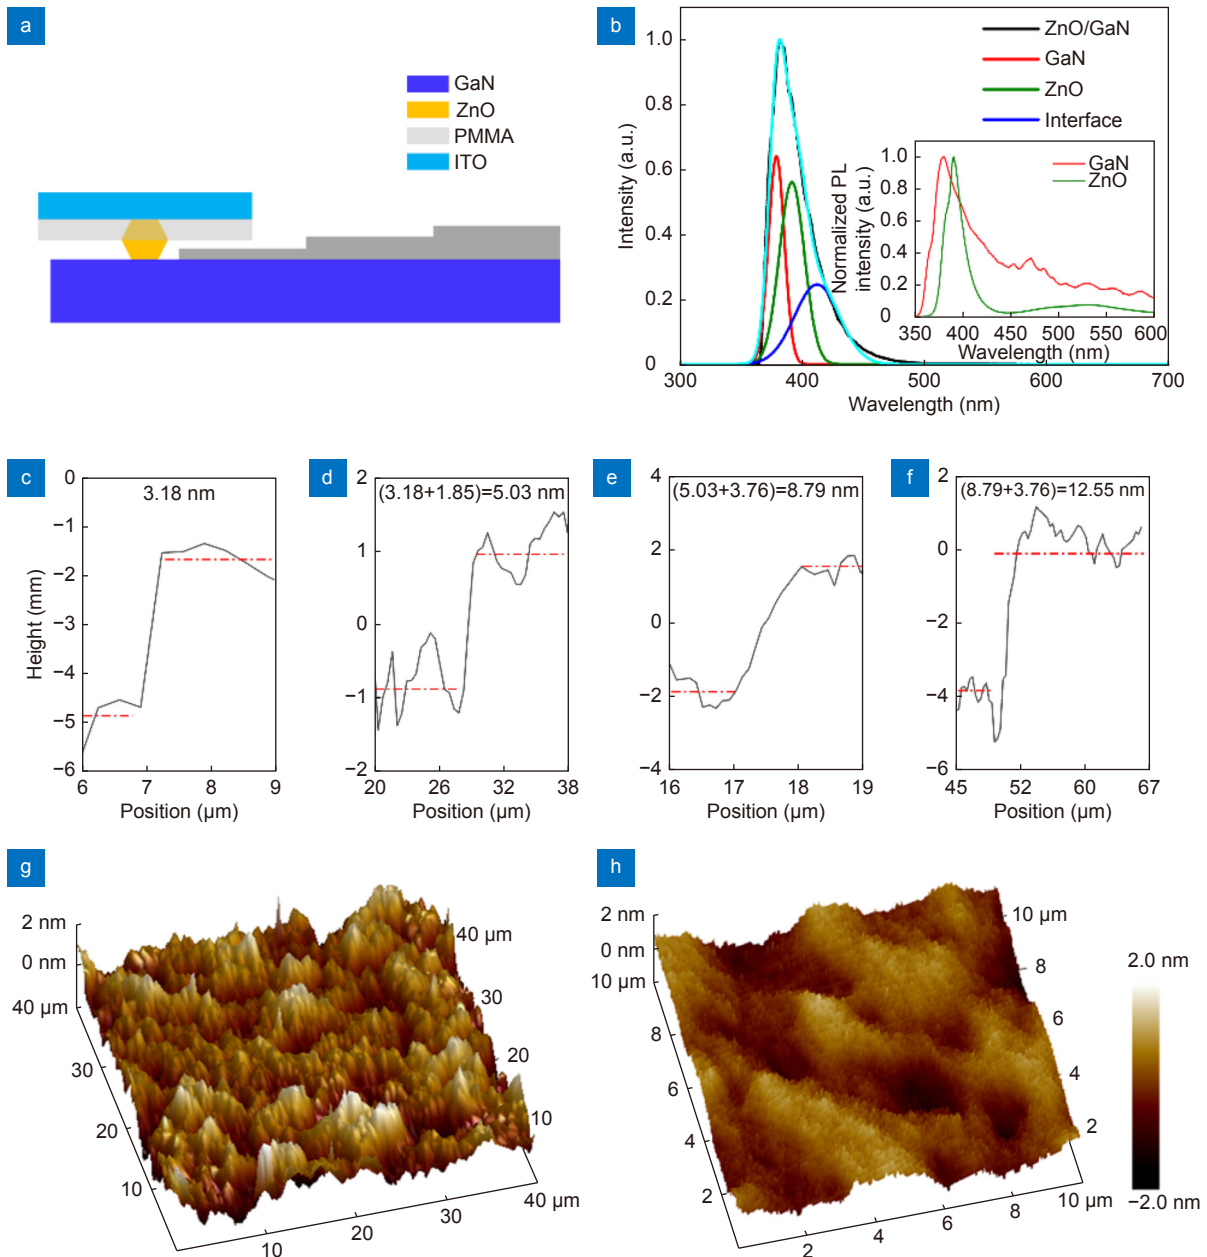 a
GaN
ZnO
PMMA
ITO
b
ZnO/GaN
GaN
ZnO
Interface
1.0
0.8
0.6
0.4
0.2
0
Intensity (a.u.)
300
400
500
600
700
Wavelength (nm)
1.0
0.8
0.6
0.4
0.2
0
Normalized PL
intensity (a.u.)
GaN
ZnO
350
400
450
500
550
600
Wavelength (nm)
c
3.18 nm
0
−1
−2
−3
−4
−5
−6
Height (mm)
6
7
8
9
Position (μm)
d
(3.18+1.85)=5.03 nm
2
1
0
−1
−2
20
26
32
38
Position (μm)
e
(5.03+3.76)=8.79 nm
4
2
0
−2
−4
16
17
18
19
Position (μm)
f
(8.79+3.76)=12.55 nm
2
0
−2
−4
−6
45
52
60
67
Position (μm)
g
2 nm
0 nm
40 μm
30
20
10
10
20
30
40 μm
10
20
30
40 μm
h
2 nm
0 nm
10 μm
8
6
4
2
2
4
6
8
10 μm
2
4
6
8
10 μm
2.0 nm
−2.0 nm